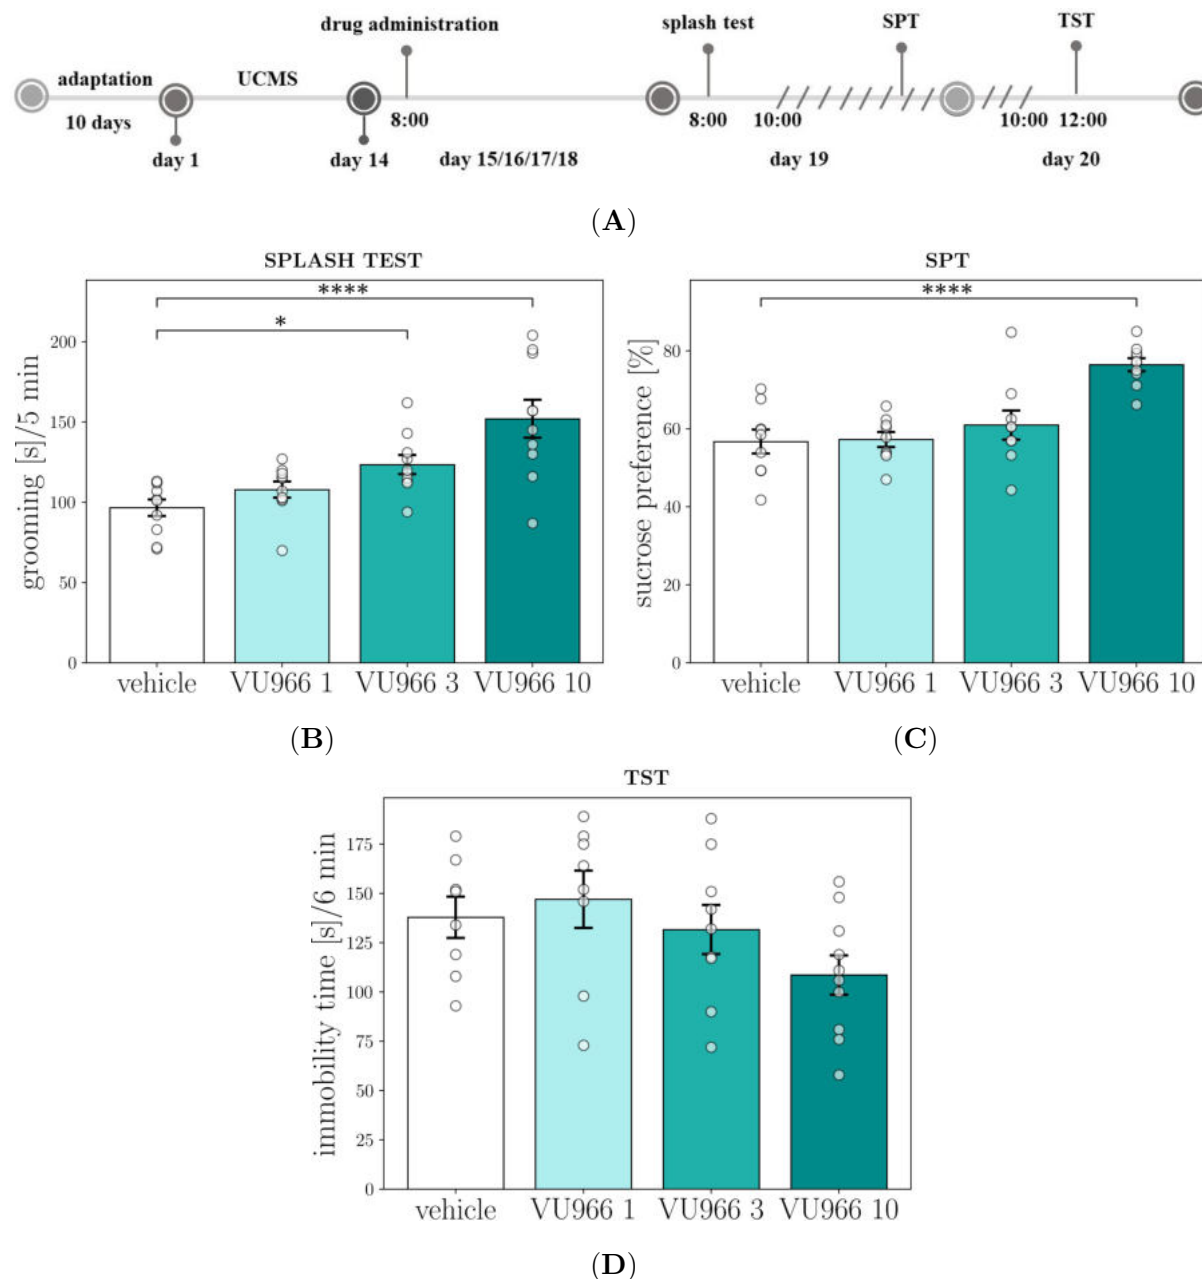 drug administration
splash test
SPT
TST
adaptation
UCMS
10 days
8:00
8:00
10:00
10:00
12:00
day 1
day 14
day 15/16/17/18
day 19
day 20
(A)
SPLASH TEST
****
*
grooming [s]/5 min
200
150
100
50
0
vehicle
VU966 1
VU966 3
VU966 10
(B)
SPT
****
sucrose preference [%]
80
60
40
20
0
vehicle
VU966 1
VU966 3
VU966 10
(C)
TST
immobility time [s]/6 min
175
150
125
100
75
50
25
0
vehicle
VU966 1
VU966 3
VU966 10
(D)